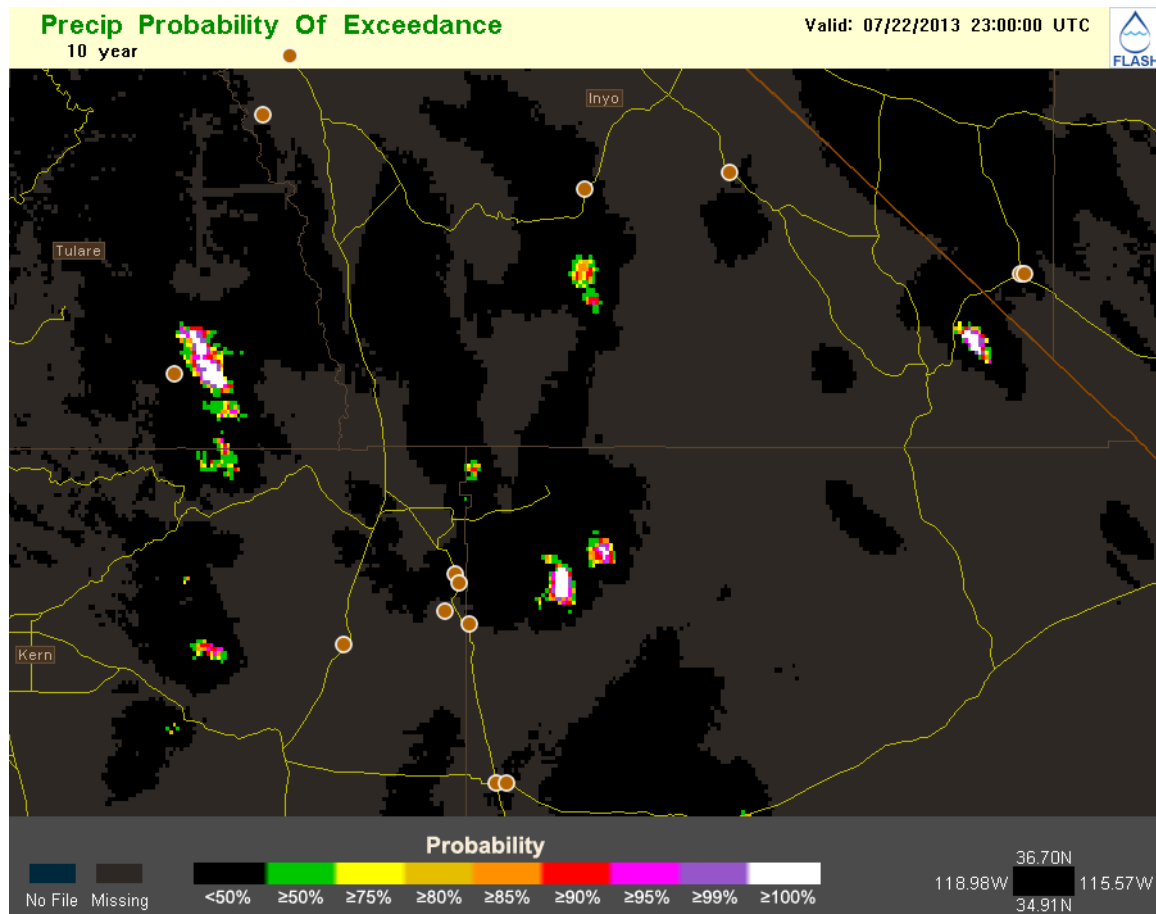 Precip Probability Of Exceedance
10 year
Valid: 07/22/2013 23:00:00 UTC
FLASH
Inyo
Tulare
Kern
Probability
No File
Missing
<50%
≥50%
≥75%
≥80%
≥85%
≥90%
≥95%
≥99%
≥100%
36.70N
118.98W
115.57W
34.91N